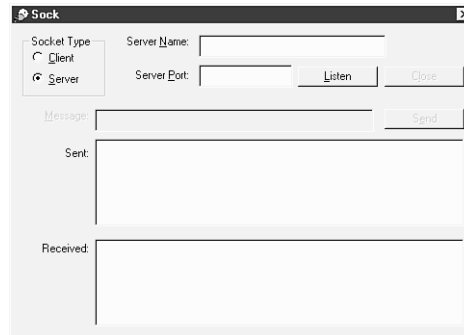 Sock
Socket Type
Client
Server
Server Name:
Server Port:
Listen
Close
Message:
Send
Sent:
Received: